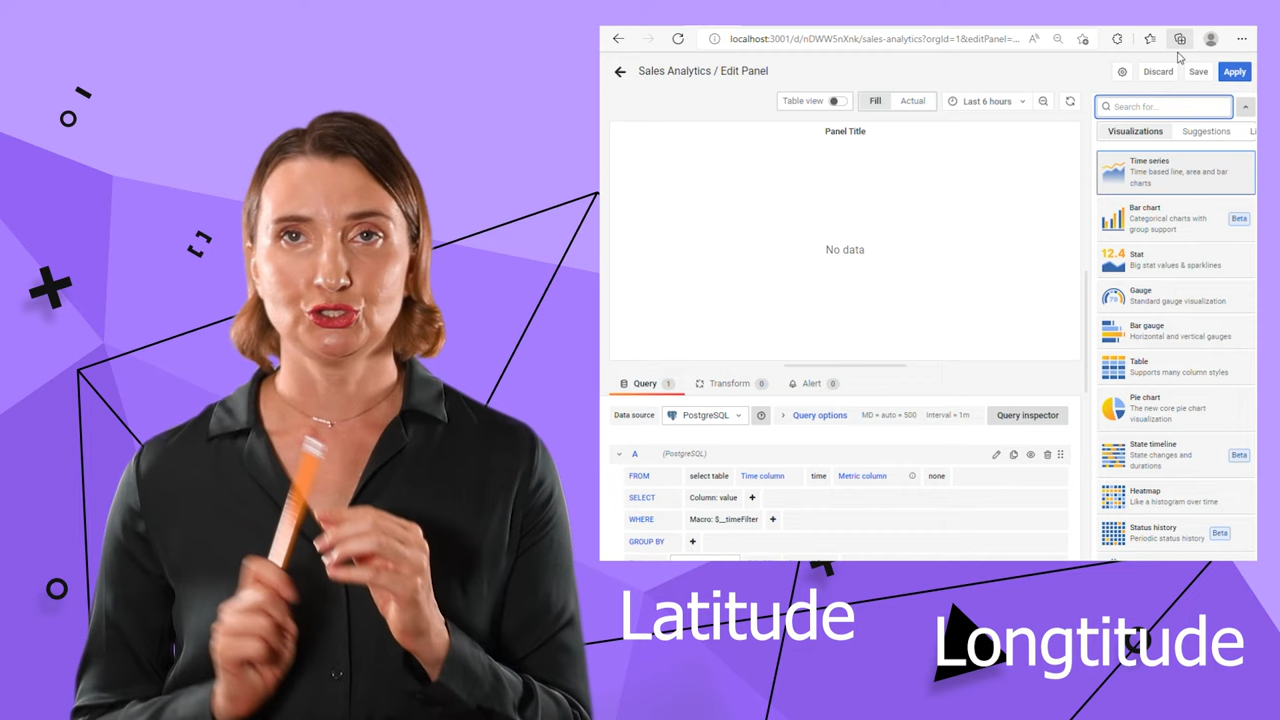 localhost:3001/d/nDWW5nXnk/sales-analytics?orgId=1&editPanel=...
Sales Analytics / Edit Panel
Discard
Save
Apply
Table view
Fill
Actual
Last 6 hours
Search for...
Panel Title
Visualizations
Suggestions
Li
Time series
Time based line, area and bar
charts
Bar chart
Categorical charts with
group support
Beta
No data
12.4
Stat
Big stat values & sparklines
79
Gauge
Standard gauge visualization
Bar gauge
Horizontal and vertical gauges
Table
Supports many column styles
Pie chart
The new core pie chart
visualization
State timeline
State changes and
durations
Beta
Heatmap
Like a histogram over time
Status history
Periodic status history
Beta
Query 1
Transform 0
Alert 0
Data source
PostgreSQL
Query options
MD = auto = 500
Interval = 1m
Query inspector
A
(PostgreSQL)
FROM
select table
Time column
time
Metric column
none
SELECT
Column: value
+
WHERE
Macro: $__timeFilter
+
GROUP BY
+
Latitude
Longtitude